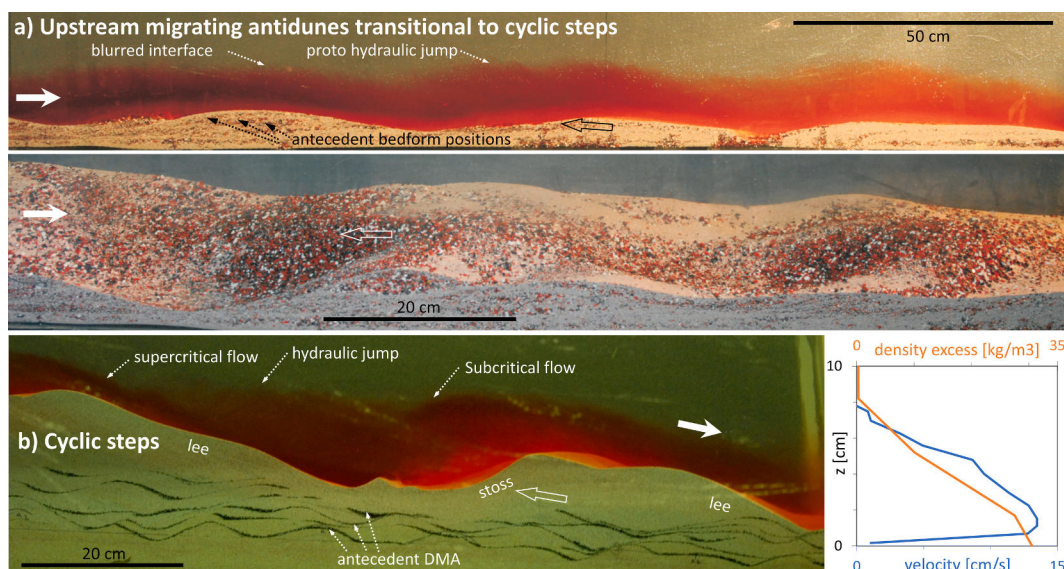 a) Upstream migrating antidunes transitional to cyclic steps
50 cm
blurred interface
proto hydraulic jump
antecedent bedform positions
20 cm
supercritical flow
hydraulic jump
Subcritical flow
b) Cyclic steps
lee
stoss
lee
20 cm
antecedent DMA
0 35
density excess [kg/m3]
10
z [cm]
0
0 15
velocity [cm/s]